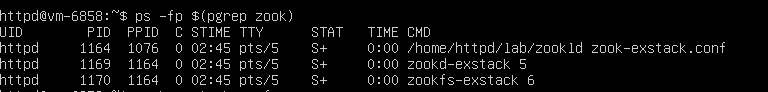 httpd@vm-6858:~$ ps -fp $(pgrep zook)
UID PID PPID C STIME TTY STAT TIME CMD
httpd 1164 1076 0 02:45 pts/5 S+ 0:00 /home/httpd/lab/zookld zook-exstack.conf
httpd 1169 1164 0 02:45 pts/5 S+ 0:00 zookd-exstack 5
httpd 1170 1164 0 02:45 pts/5 S+ 0:00 zookfs-exstack 6